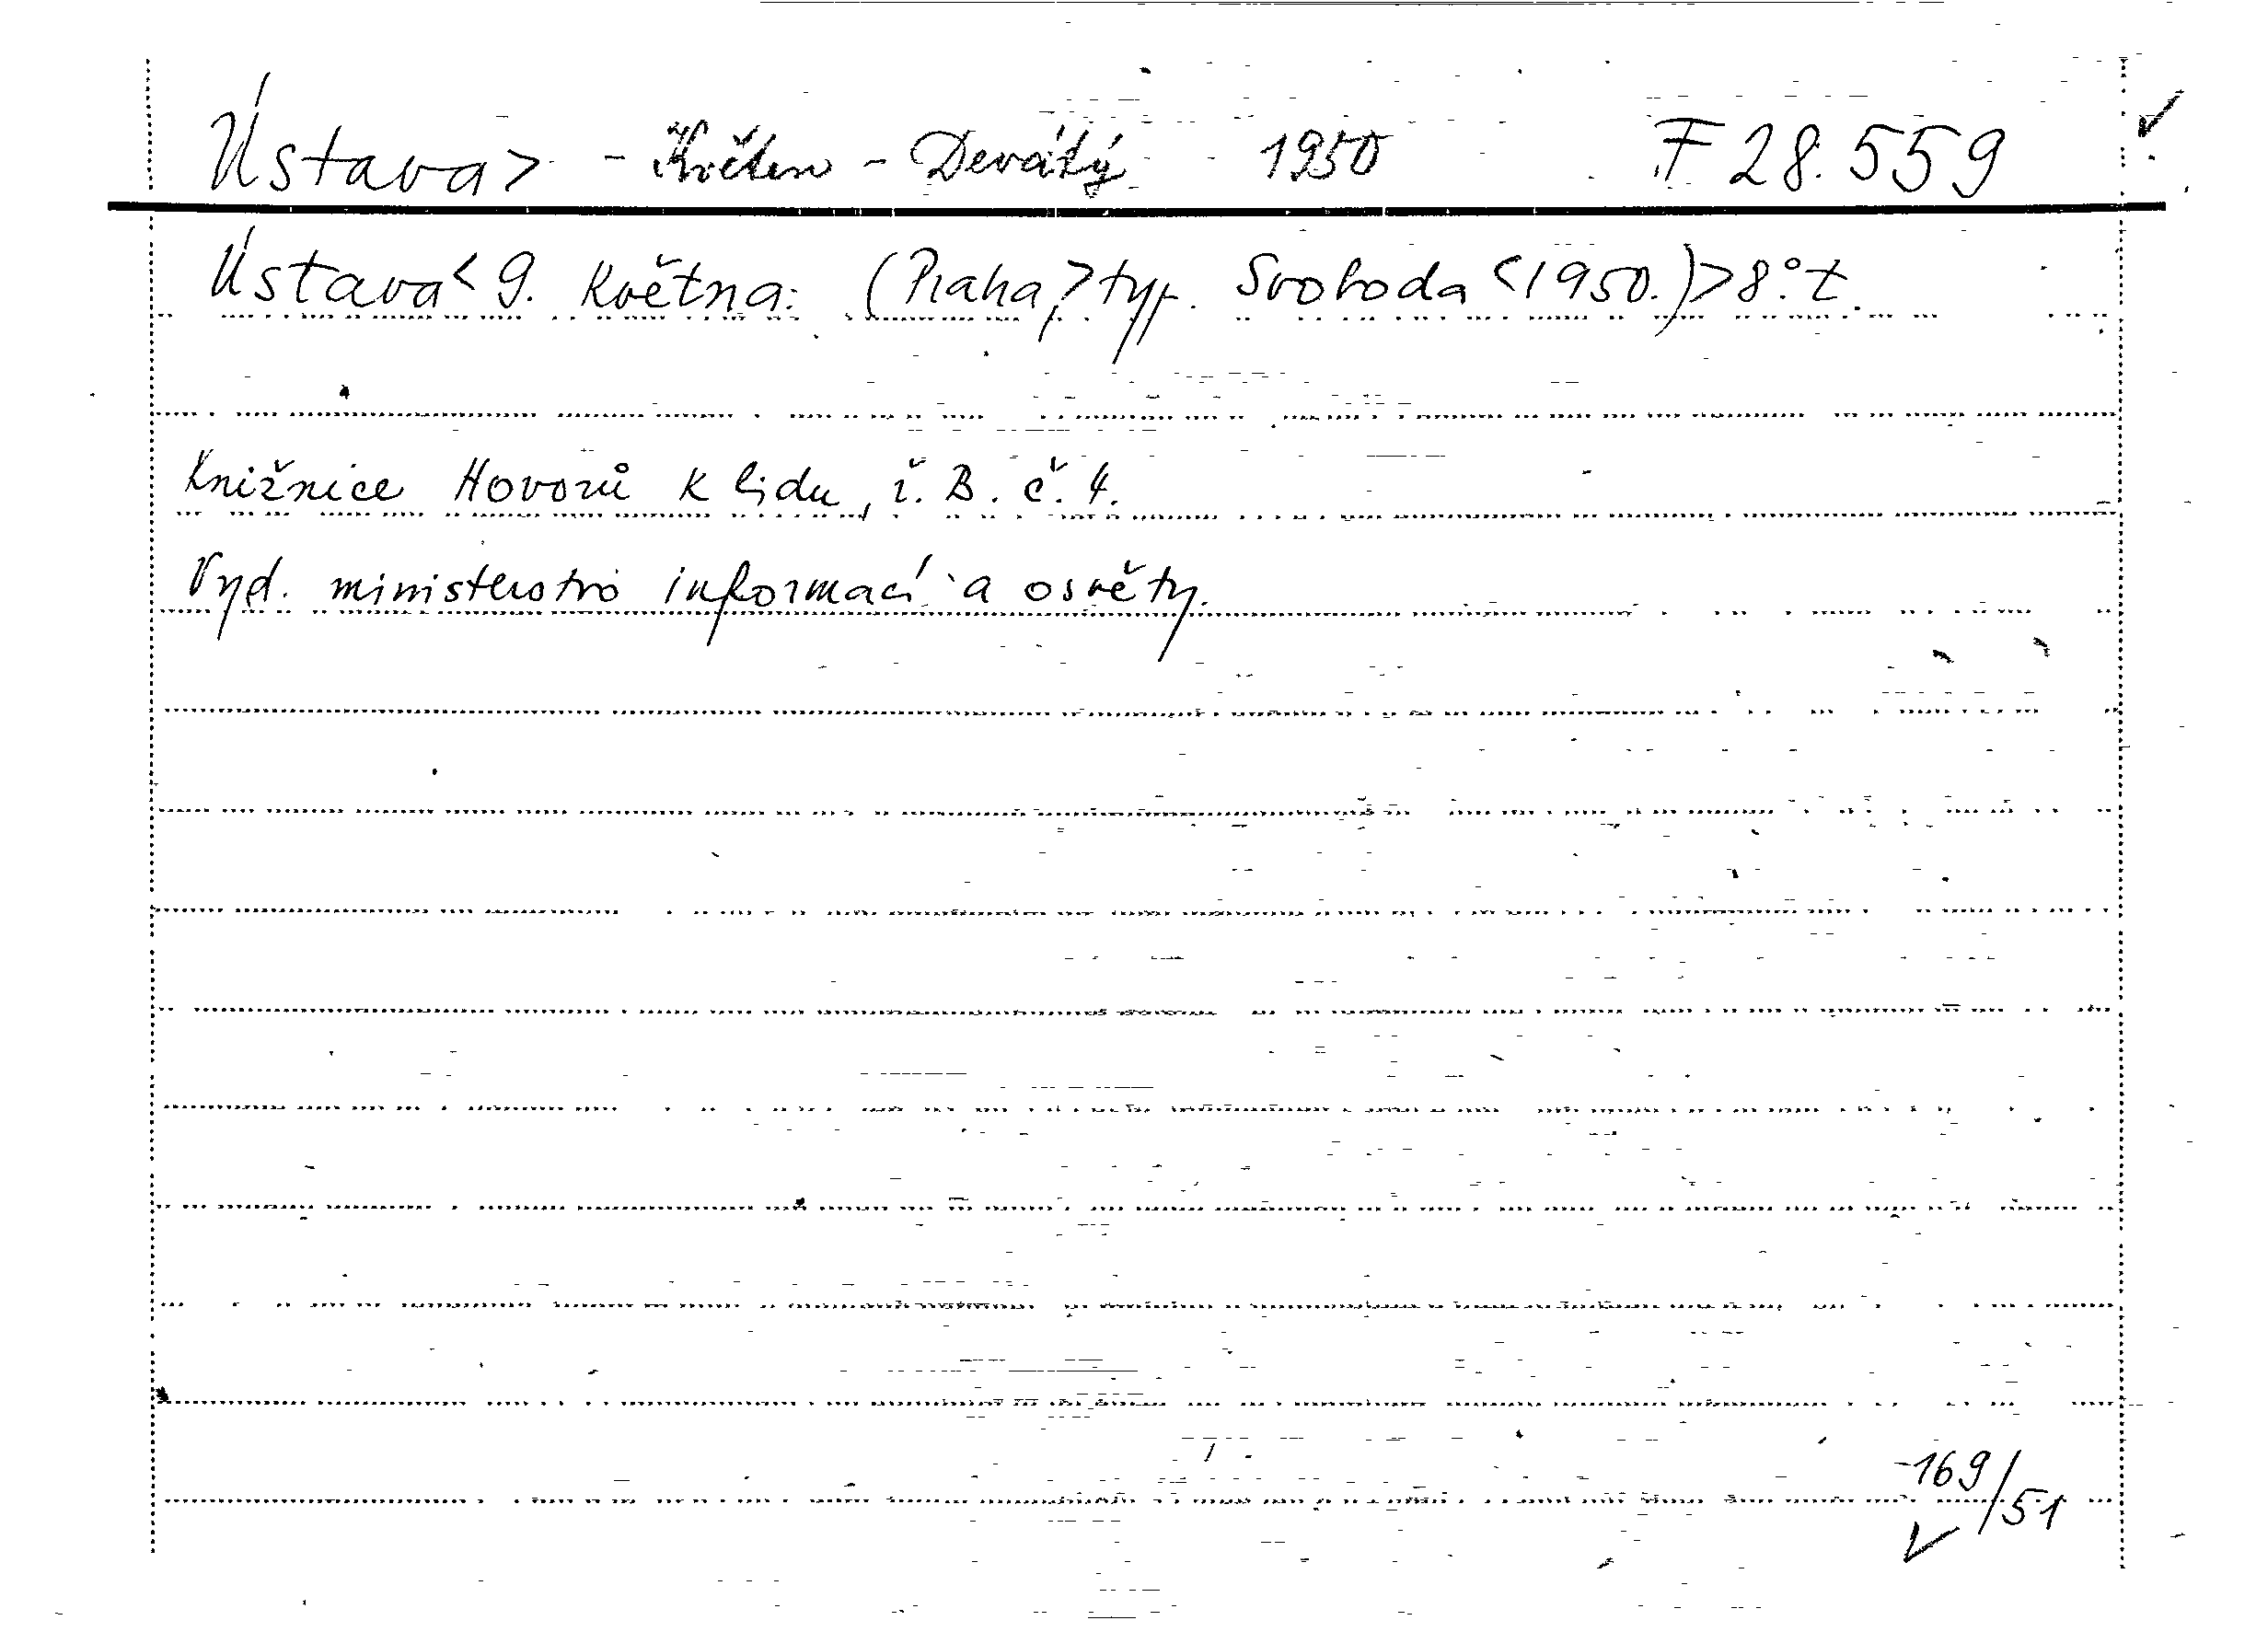 Ústava> - Květen - Devátý 1950 F 28.559
Ústava< 9. května. (Praha,> typ. Svoboda <1950.)> 8°. t.
Knižnice Hovorů k lidu, ř. B. č. 4.
Vyd. ministerstvo informací a osvěty.
169/51